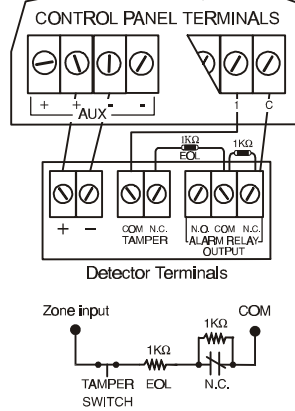 CONTROL PANEL TERMINALS
+ + - -
AUX
1 C
1KΩ
EOL
1KΩ
+ -
COM N.C.
TAMPER
N.O. COM N.C.
ALARM RELAY
OUTPUT
Detector Terminals
Zone input
COM
1KΩ
1KΩ
TAMPER
SWITCH
EOL
N.C.